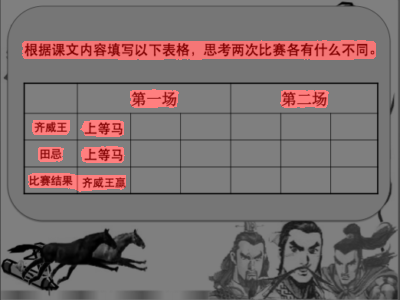 根据课文内容填写以下表格，思考两次比赛各有什么不同。
第一场 第二场
齐威王 上等马
田忌 上等马
比赛结果 齐威王赢